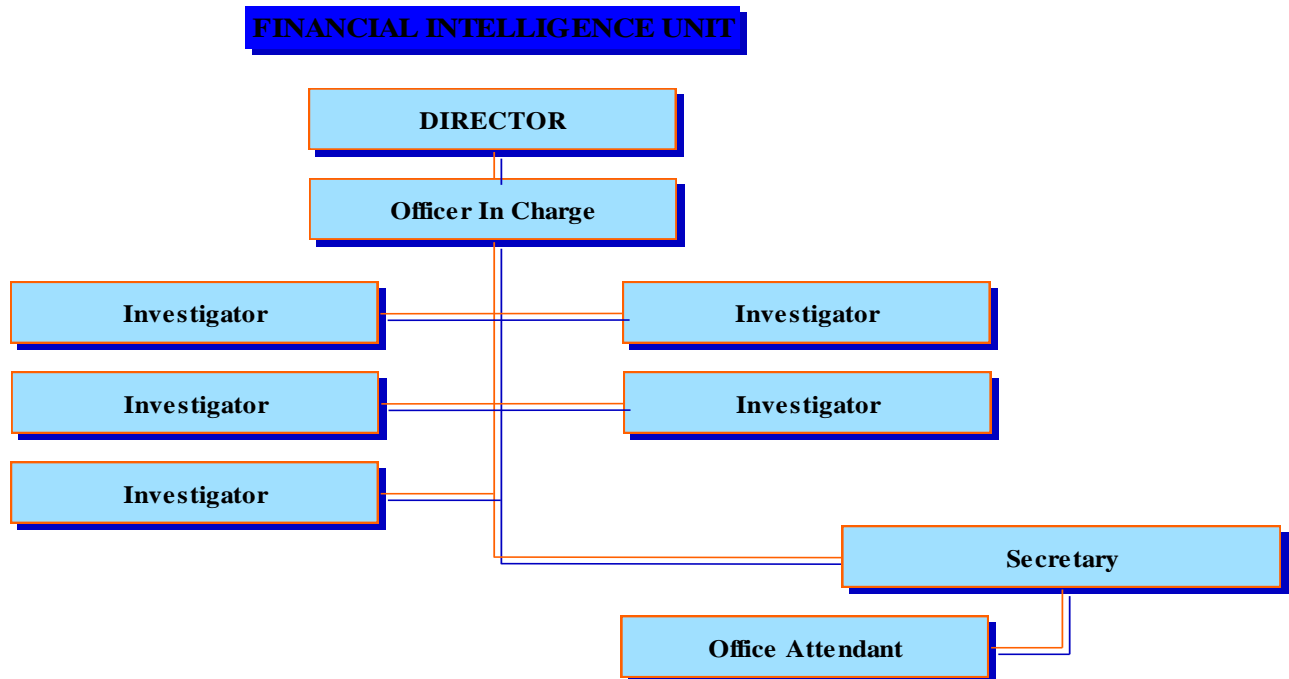 FINANCIAL INTELLIGENCE UNIT
DIRECTOR
Officer In Charge
Investigator
Investigator
Investigator
Investigator
Investigator
Secretary
Office Attendant